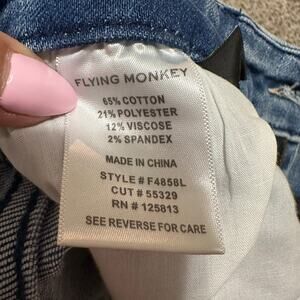 FLYING MONKEY
65% COTTON
21% POLYESTER
12% VISCOSE
2% SPANDEX
MADE IN CHINA
STYLE # F4858L
CUT # 55329
RN # 125813
SEE REVERSE FOR CARE